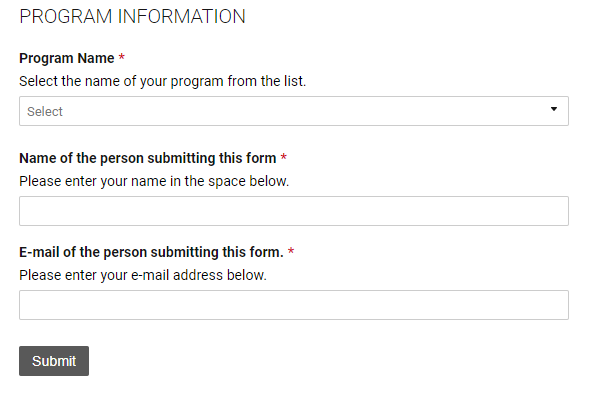 PROGRAM INFORMATION
Program Name *
Select the name of your program from the list.
Select
Name of the person submitting this form *
Please enter your name in the space below.
E-mail of the person submitting this form. *
Please enter your e-mail address below.
Submit